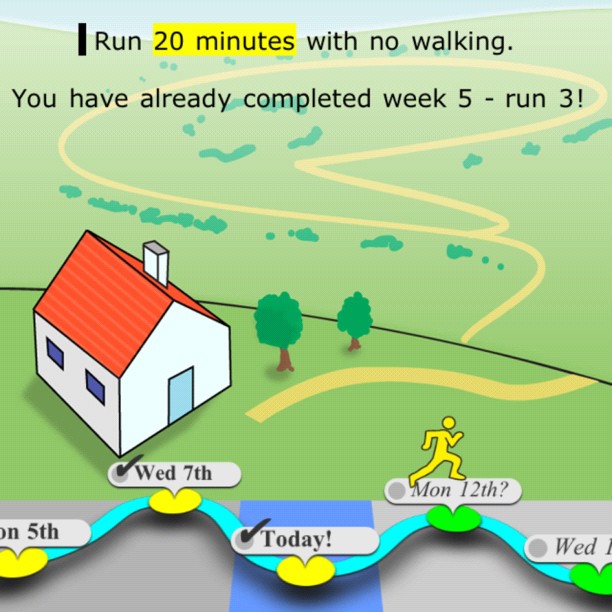 Run 20 minutes with no walking.
You have already completed week 5 - run 3!
Wed 7th
Mon 12th?
on 5th
Today!
Wed 1